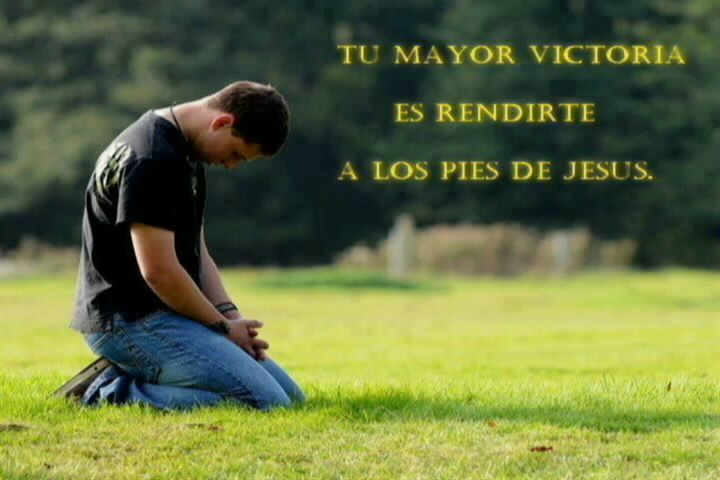 TU MAYOR VICTORIA
ES RENDIRTE
A LOS PIES DE JESUS.